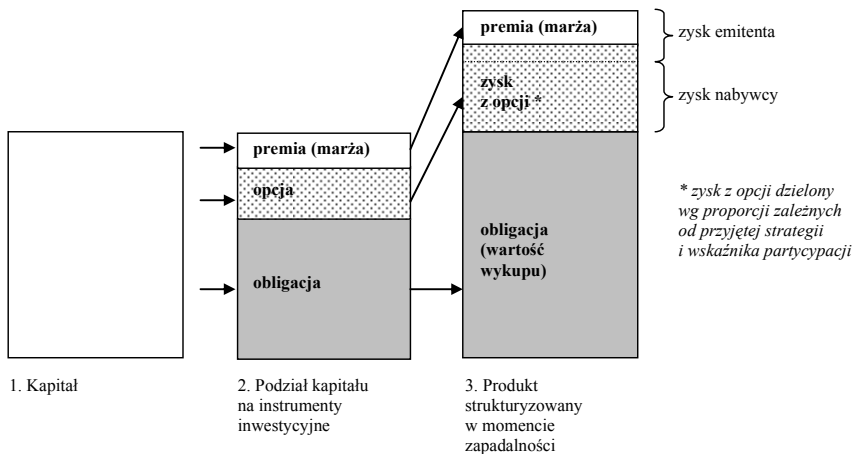 premia (marża)
zysk emitenta
zysk
z opcji *
zysk nabywcy
premia (marża)
opcja
obligacja
obligacja
(wartość
wykupu)
* zysk z opcji dzielony
wg proporcji zależnych
od przyjętej strategii
i wskaźnika partycypacji
1. Kapitał
2. Podział kapitału
na instrumenty
inwestycyjne
3. Produkt
strukturyzowany
w momencie
zapadalności